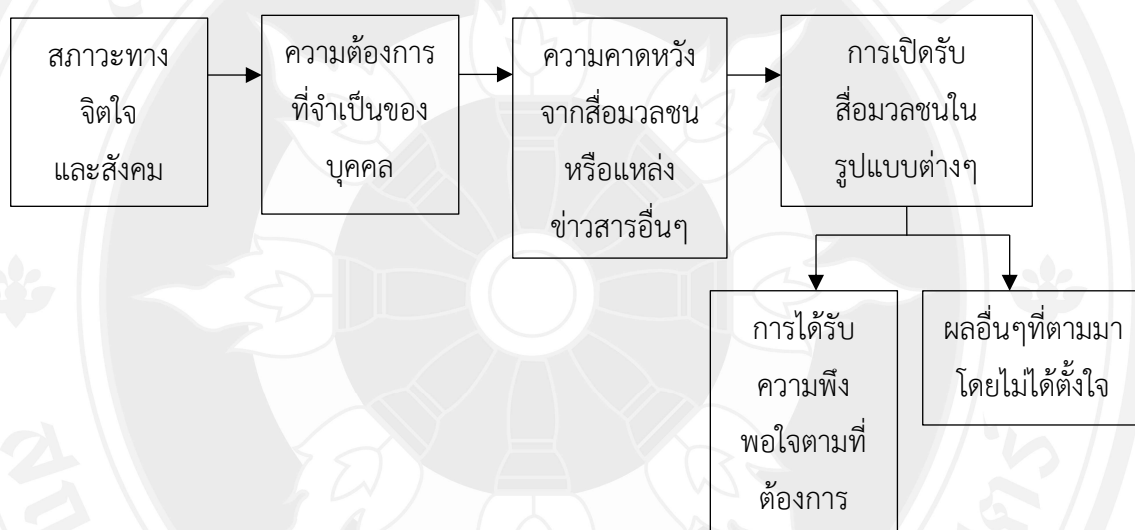 สภาวะทาง
จิตใจ
และสังคม
ความต้องการ
ที่จำเป็นของ
บุคคล
ความคาดหวัง
จากสื่อมวลชน
หรือแหล่ง
ข่าวสารอื่นๆ
การเปิดรับ
สื่อมวลชนใน
รูปแบบต่างๆ
การได้รับ
ความพึง
พอใจตามที่
ต้องการ
ผลอื่นๆที่ตามมา
โดยไม่ได้ตั้งใจ